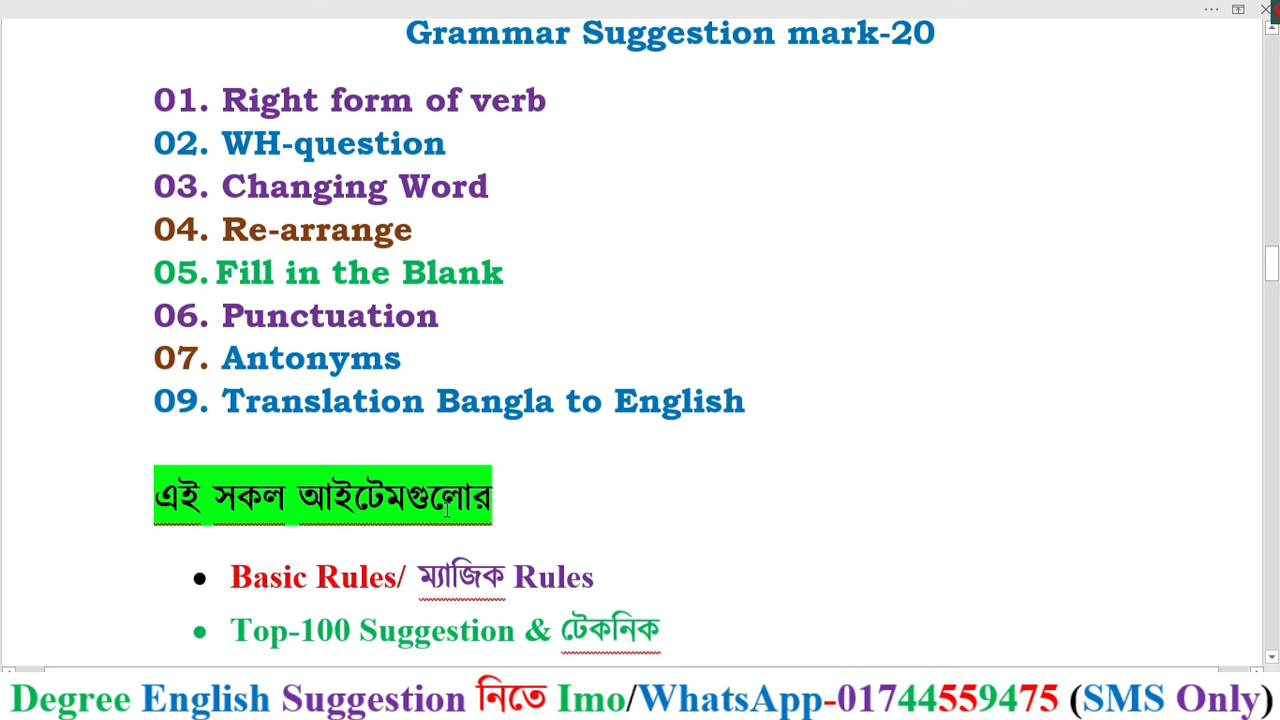 Grammar Suggestion mark-20
01. Right form of verb
02. WH-question
03. Changing Word
04. Re-arrange
05. Fill in the Blank
06. Punctuation
07. Antonyms
09. Translation Bangla to English
এই সকল আইটেমগুলোর
• Basic Rules/ ম্যাজিক Rules
• Top-100 Suggestion & টেকনিক
Degree English Suggestion নিতে Imo/WhatsApp-01744559475 (SMS Only)